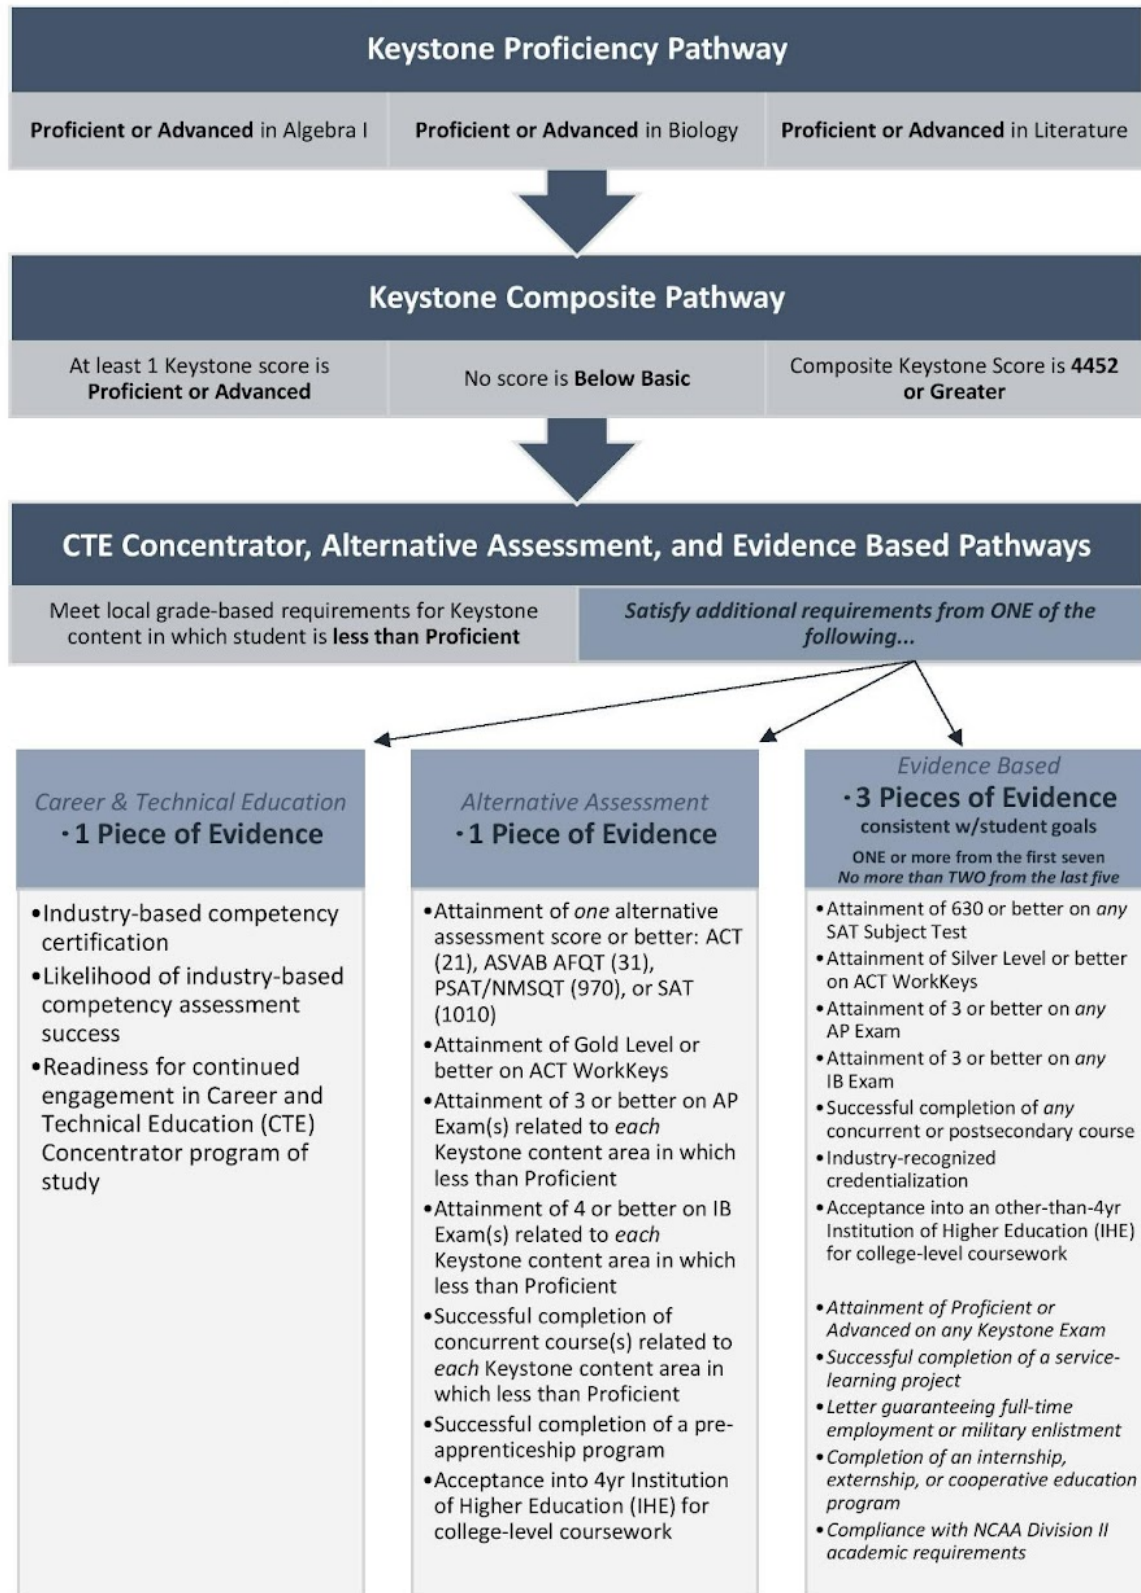 Keystone Proficiency Pathway
Proficient or Advanced in Algebra I
Proficient or Advanced in Biology
Proficient or Advanced in Literature
Keystone Composite Pathway
At least 1 Keystone score is
Proficient or Advanced
No score is Below Basic
Composite Keystone Score is 4452
or Greater
CTE Concentrator, Alternative Assessment, and Evidence Based Pathways
Meet local grade-based requirements for Keystone
content in which student is less than Proficient
Satisfy additional requirements from ONE of the
following...
Career & Technical Education
· 1 Piece of Evidence
•Industry-based competency
certification
•Likelihood of industry-based
competency assessment
success
•Readiness for continued
engagement in Career and
Technical Education (CTE)
Concentrator program of
study
Alternative Assessment
· 1 Piece of Evidence
•Attainment of one alternative
assessment score or better: ACT
(21), ASVAB AFQT (31),
PSAT/NMSQT (970), or SAT
(1010)
•Attainment of Gold Level or
better on ACT WorkKeys
•Attainment of 3 or better on AP
Exam(s) related to each
Keystone content area in which
less than Proficient
•Attainment of 4 or better on IB
Exam(s) related to each
Keystone content area in which
less than Proficient
•Successful completion of
concurrent course(s) related to
each Keystone content area in
which less than Proficient
•Successful completion of a pre-
apprenticeship program
•Acceptance into 4yr Institution
of Higher Education (IHE) for
college-level coursework
Evidence Based
· 3 Pieces of Evidence
consistent w/student goals
ONE or more from the first seven
No more than TWO from the last five
•Attainment of 630 or better on any
SAT Subject Test
•Attainment of Silver Level or better
on ACT WorkKeys
•Attainment of 3 or better on any
AP Exam
•Attainment of 3 or better on any
IB Exam
•Successful completion of any
concurrent or postsecondary course
•Industry-recognized
credentialization
•Acceptance into an other-than-4yr
Institution of Higher Education (IHE)
for college-level coursework
•Attainment of Proficient or
Advanced on any Keystone Exam
•Successful completion of a service-
learning project
•Letter guaranteeing full-time
employment or military enlistment
•Completion of an internship,
externship, or cooperative education
program
•Compliance with NCAA Division II
academic requirements